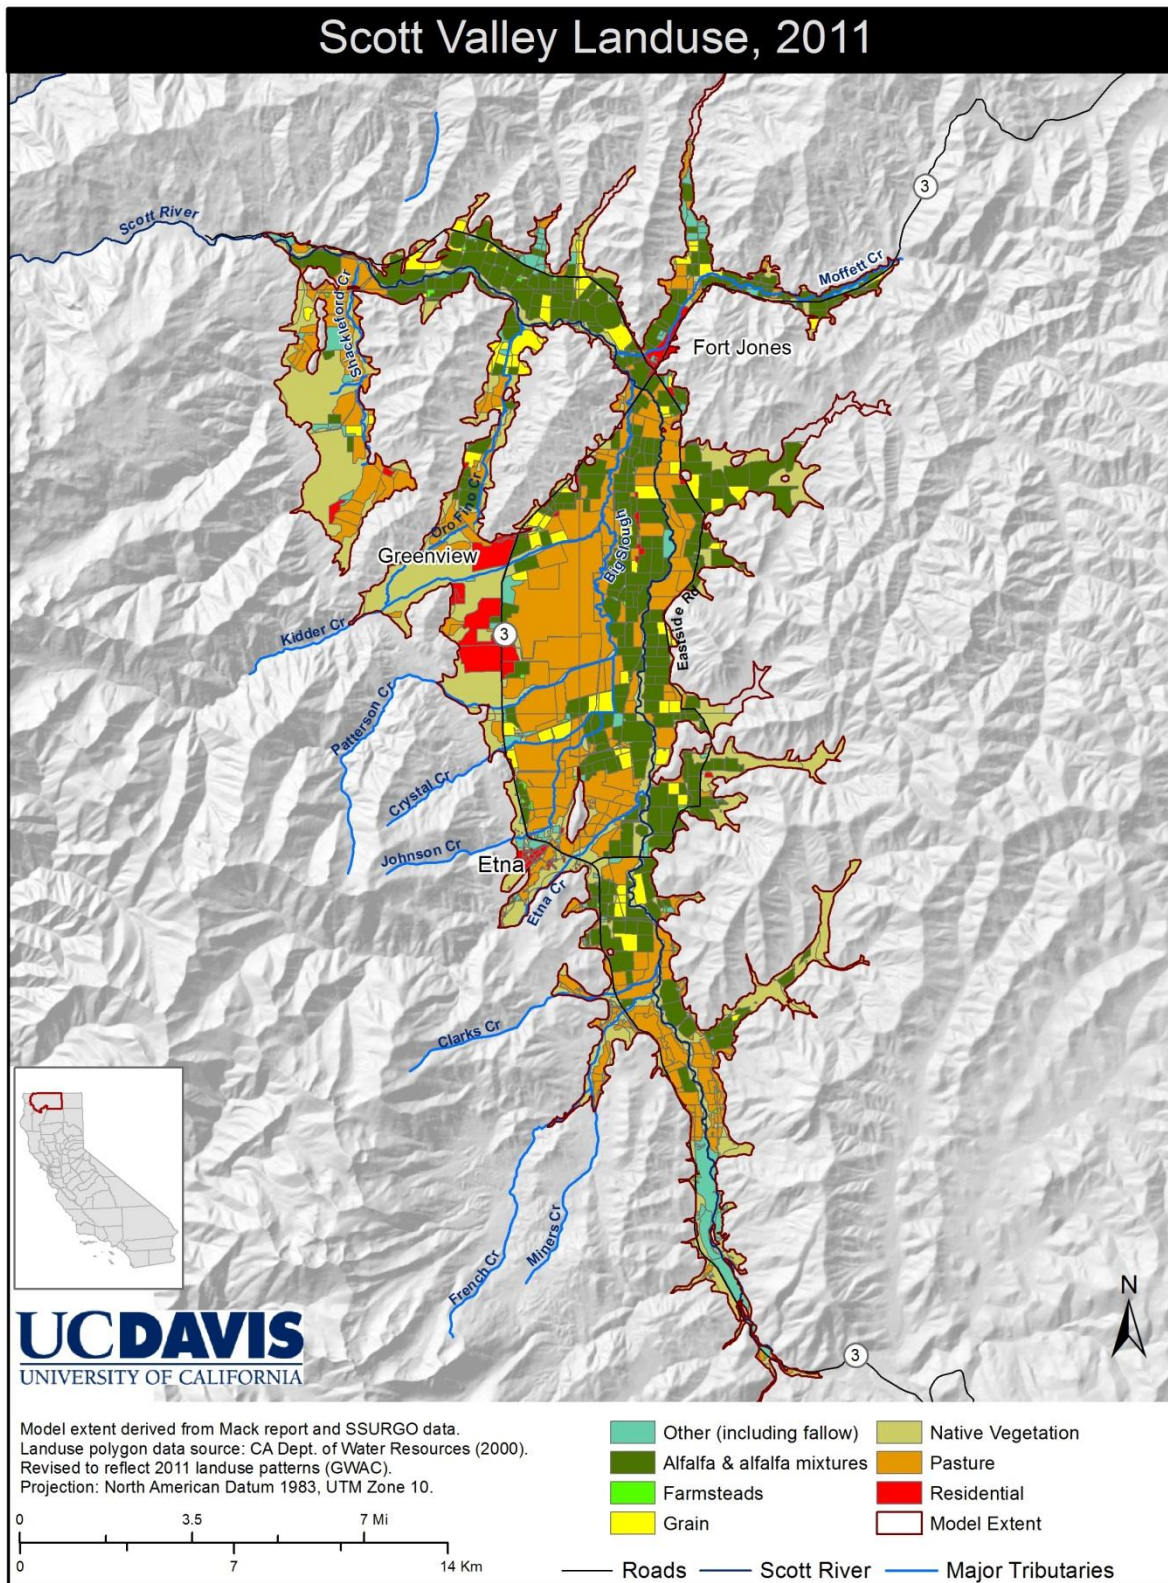 Scott Valley Landuse, 2011
3
Scott River
Moffett Cr
Shackleford Cr
Fort Jones
Oro Fino Cr
Greenview
Big Slough
Eastside Rd
3
Kidder Cr
Patterson Cr
Crystal Cr
Johnson Cr
Etna
Etna Cr
Clarks Cr
French Cr
Miners Cr
N
3
UCDAVIS
UNIVERSITY OF CALIFORNIA
Model extent derived from Mack report and SSURGO data.
Landuse polygon data source: CA Dept. of Water Resources (2000).
Revised to reflect 2011 landuse patterns (GWAC).
Projection: North American Datum 1983, UTM Zone 10.
0 3.5 7 Mi
0 7 14 Km
Other (including fallow)
Alfalfa & alfalfa mixtures
Farmsteads
Grain
Native Vegetation
Pasture
Residential
Model Extent
Roads
Scott River
Major Tributaries